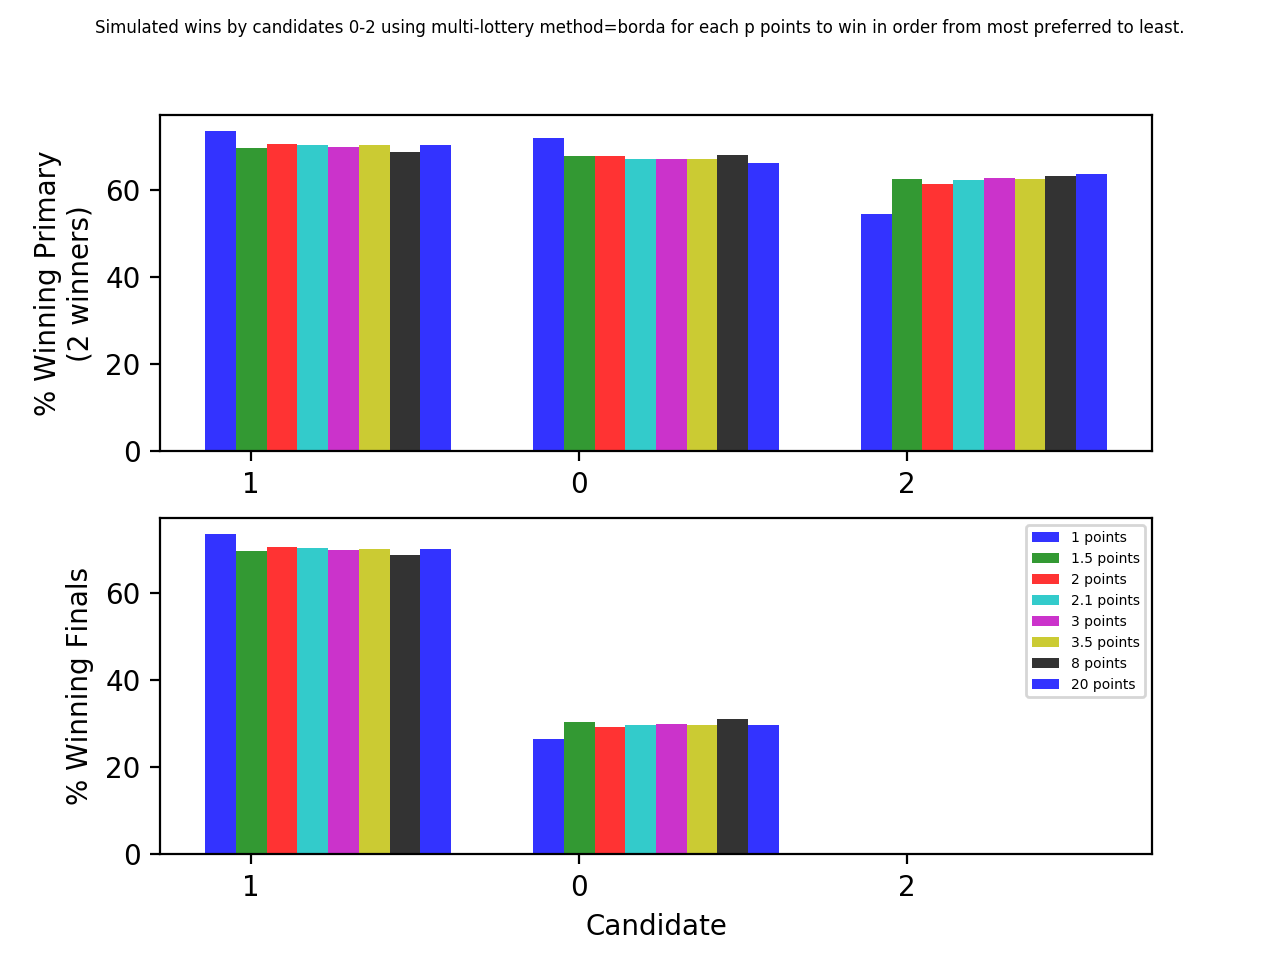 Simulated wins by candidates 0-2 using multi-lottery method=borda for each p points to win in order from most preferred to least.
% Winning Primary
(2 winners)
60
40
20
0
1 0 2
% Winning Finals
60
40
20
0
1 points
1.5 points
2 points
2.1 points
3 points
3.5 points
8 points
20 points
1 0 2
Candidate